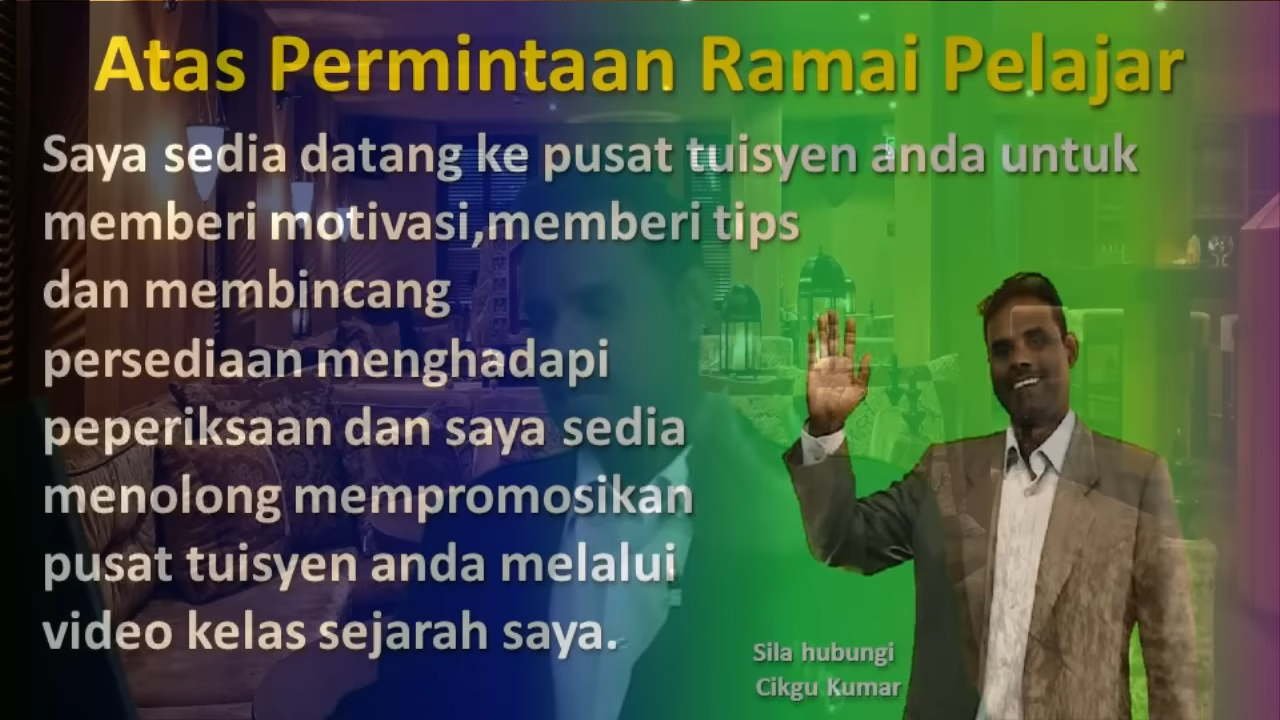 Atas Permintaan Ramai Pelajar
Saya sedia datang ke pusat tuisyen anda untuk
memberi motivasi,memberi tips
dan membincang
persediaan menghadapi
peperiksaan dan saya sedia
menolong mempromosikan
pusat tuisyen anda melalui
video kelas sejarah saya.
Sila hubungi
Cikgu Kumar